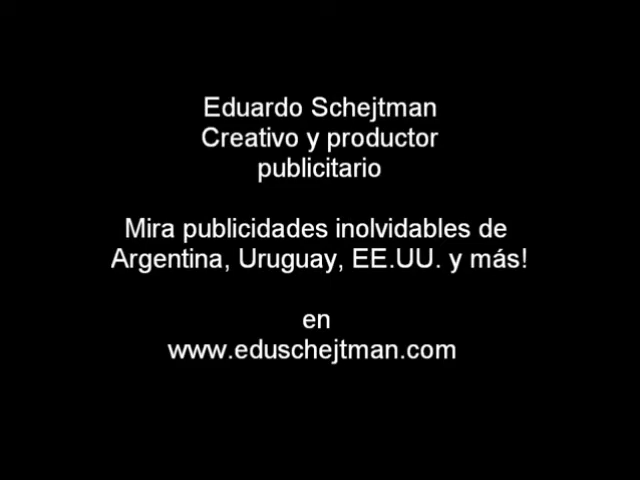 Eduardo Schejtman
Creativo y productor
publicitario
Mira publicidades inolvidables de
Argentina, Uruguay, EE.UU. y más!
en
www.eduschejtman.com